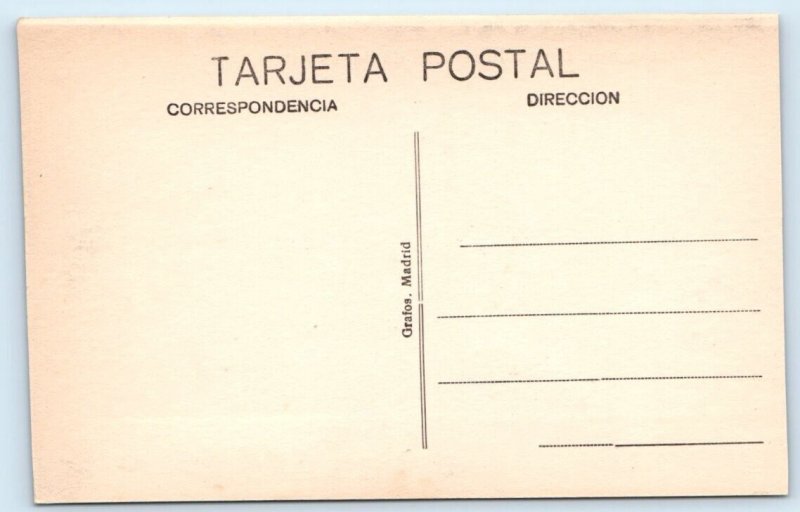 TARJETA POSTAL
CORRESPONDENCIA
DIRECCION
Grafos. Madrid